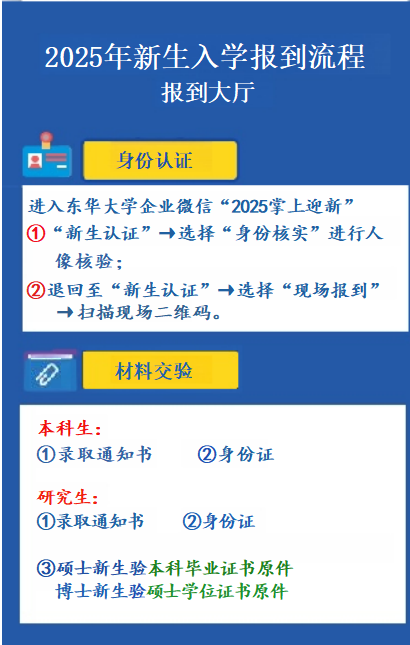 2025年新生入学报到流程
报到大厅
身份认证
进入东华大学企业微信“2025掌上迎新”
①“新生认证”→选择“身份核实”进行人
像核验；
②退回至“新生认证”→选择“现场报到”
→扫描现场二维码。
材料交验
本科生：
①录取通知书 ②身份证
研究生：
①录取通知书 ②身份证
③硕士新生验本科毕业证书原件
博士新生验硕士学位证书原件